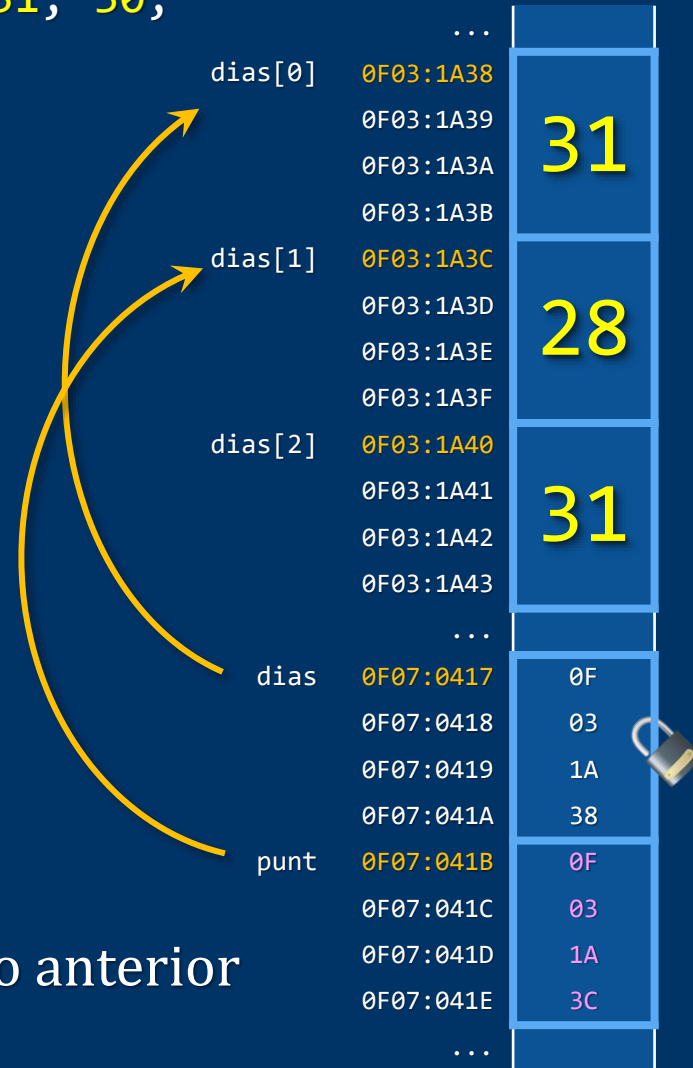 31, 30,
...
dias[0] 0F03:1A38
0F03:1A39
31
0F03:1A3A
0F03:1A3B
dias[1] 0F03:1A3C
0F03:1A3D
28
0F03:1A3E
0F03:1A3F
dias[2] 0F03:1A40
0F03:1A41
31
0F03:1A42
0F03:1A43
...
dias 0F07:0417 0F
0F07:0418 03
0F07:0419 1A
0F07:041A 38
punt 0F07:041B 0F
0F07:041C 03
o anterior
0F07:041D 1A
0F07:041E 3C
...